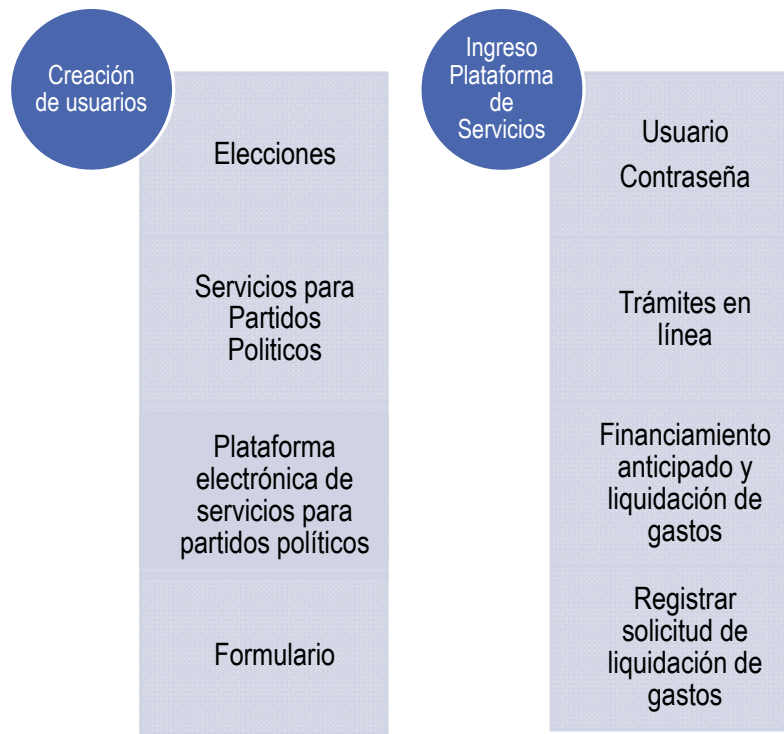 Creación
de usuarios
Elecciones
Servicios para
Partidos
Politicos
Plataforma
electrónica de
servicios para
partidos políticos
Formulario
Ingreso
Plataforma
de
Servicios
Usuario
Contraseña
Trámites en
línea
Financiamiento
anticipado y
liquidación de
gastos
Registrar
solicitud de
liquidación de
gastos